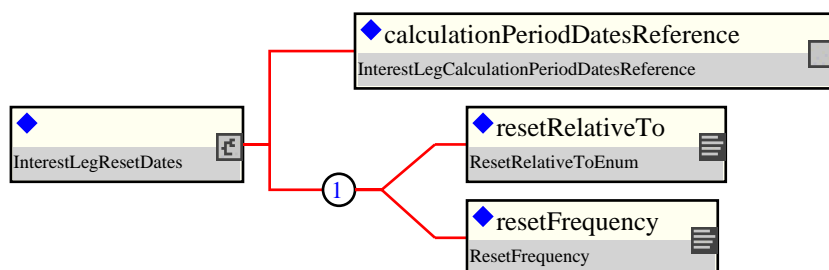 calculationPeriodDatesReference
InterestLegCalculationPeriodDatesReference
InterestLegResetDates
resetRelativeTo
ResetRelativeToEnum
1
resetFrequency
ResetFrequency